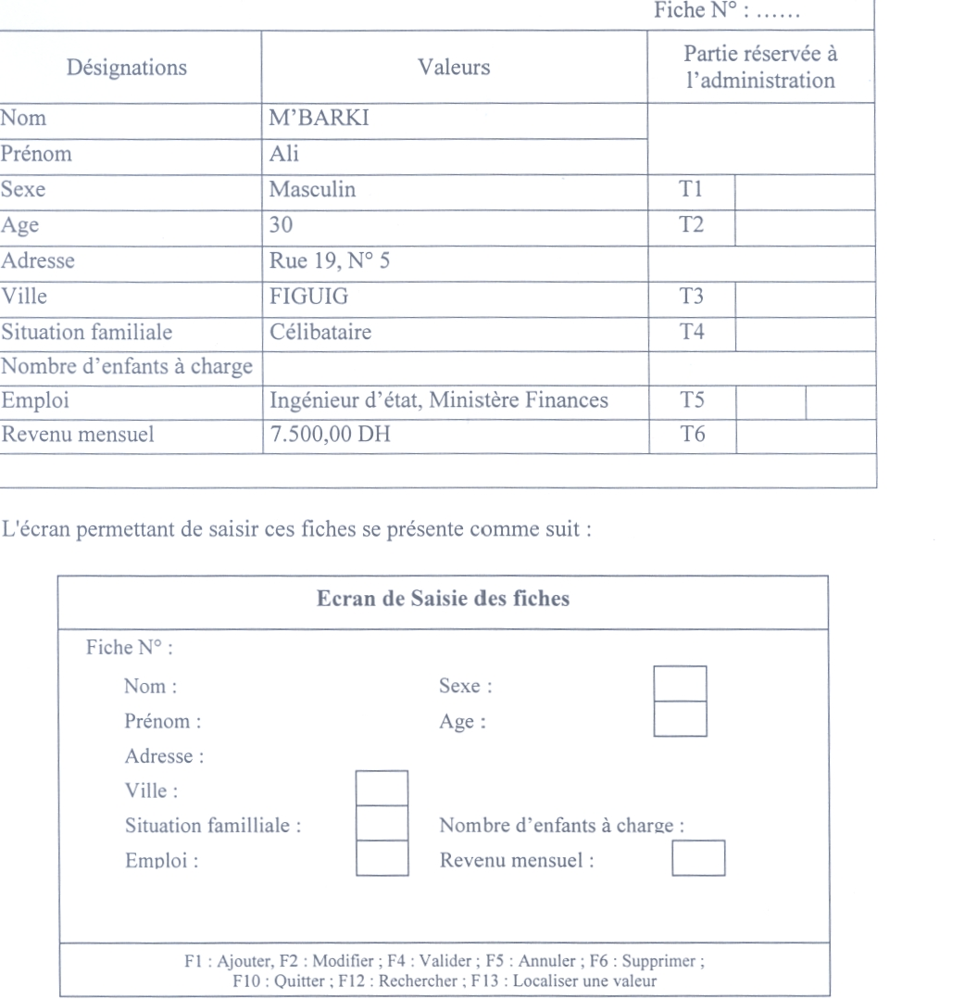 Fiche N° : ......
Désignations Valeurs Partie réservée à l’administration
Nom M’BARKI
Prénom Ali
Sexe Masculin T1
Age 30 T2
Adresse Rue 19, N° 5
Ville FIGUIG T3
Situation familiale Célibataire T4
Nombre d’enfants à charge
Emploi Ingénieur d’état, Ministère Finances T5
Revenu mensuel 7.500,00 DH T6
L'écran permettant de saisir ces fiches se présente comme suit :
Ecran de Saisie des fiches
Fiche N° :
Nom : Sexe :
Prénom : Age :
Adresse :
Ville :
Situation familliale : Nombre d’enfants à charge :
Emploi : Revenu mensuel :
F1 : Ajouter, F2 : Modifier ; F4 : Valider ; F5 : Annuler ; F6 : Supprimer ;
F10 : Quitter ; F12 : Rechercher ; F13 : Localiser une valeur